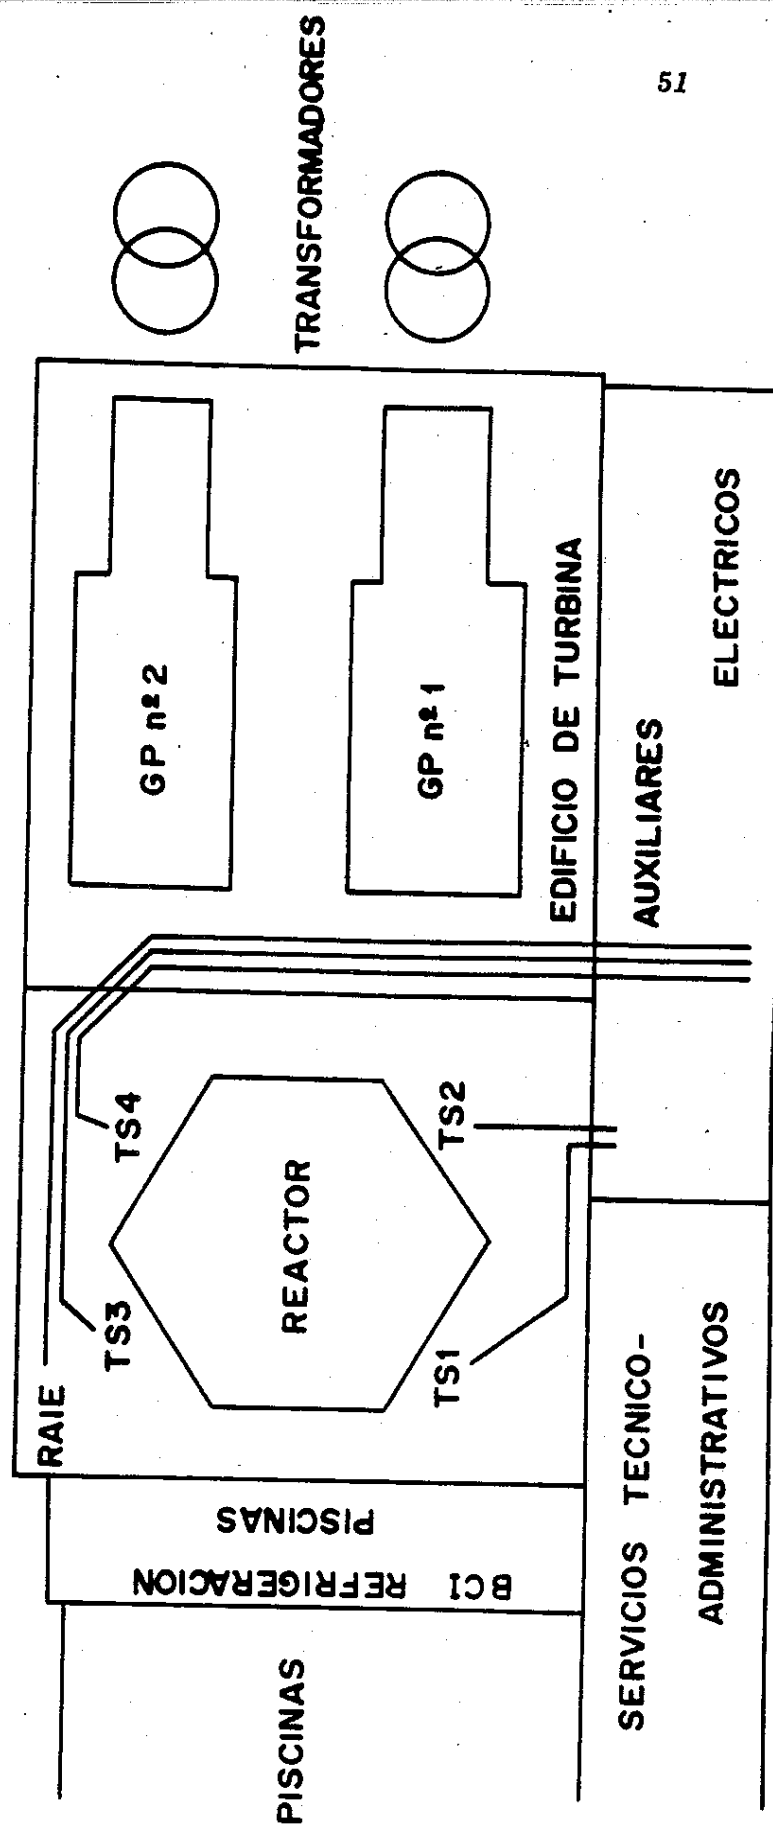 51
TRANSFORMADORES
GP nº 2
GP nº 1
EDIFICIO DE TURBINA
AUXILIARES
ELECTRICOS
RAIE
TS3
TS4
REACTOR
TS1
TS2
PISCINAS
BCI REFRIGERACION
PISCINAS
SERVICIOS TECNICO-
ADMINISTRATIVOS